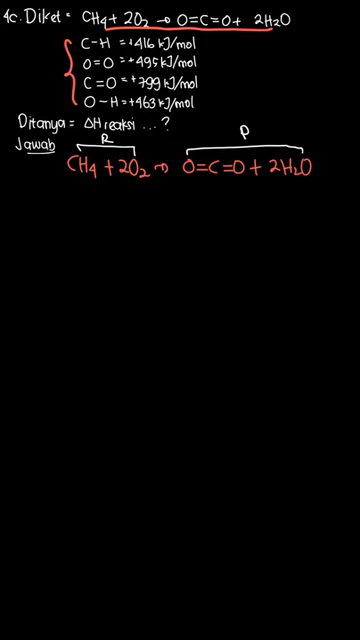 4c. Diket = CH4 + 2O2 → O=C=O + 2H2O
C-H = +416 kJ/mol
O=O = +495 kJ/mol
C=O = +799 kJ/mol
O-H = +463 kJ/mol
Ditanya = ΔH reaksi ... ?
Jawab
R P
CH4 + 2O2 → O=C=O + 2H2O